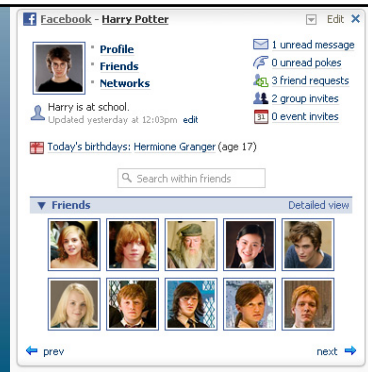 Facebook - Harry Potter
Edit
Profile
Friends
Networks
1 unread message
0 unread pokes
3 friend requests
2 group invites
31 0 event invites
Harry is at school.
Updated yesterday at 12:03pm edit
Today's birthdays: Hermione Granger (age 17)
Search within friends
Friends
Detailed view
prev
next